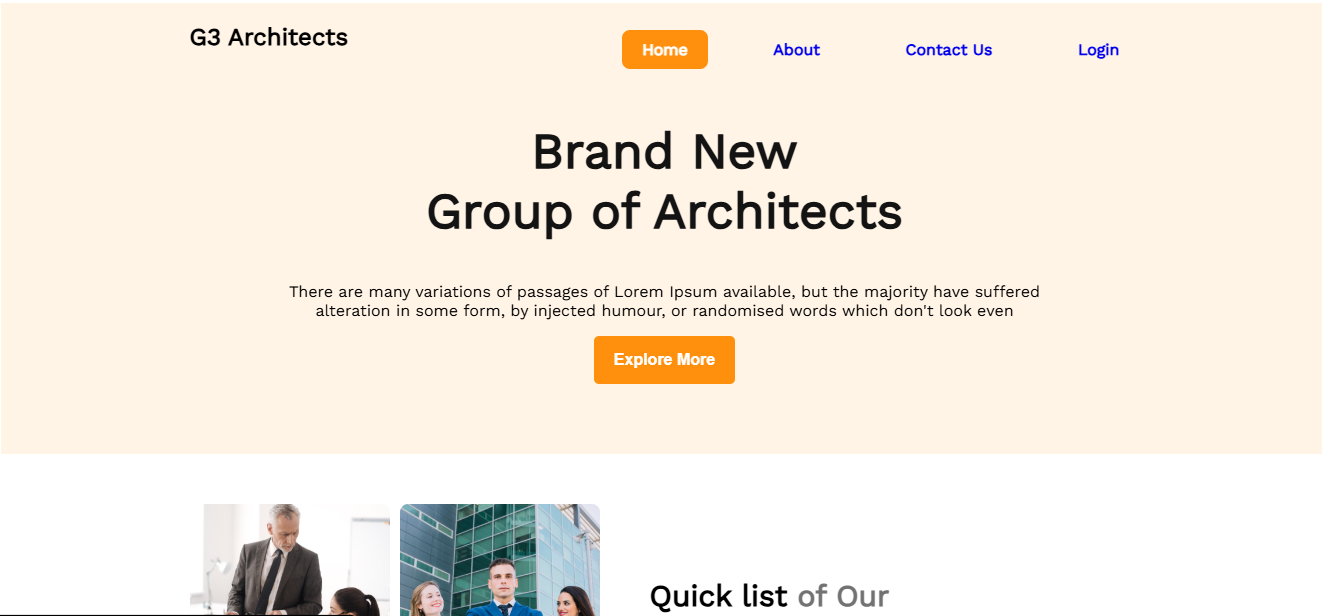 G3 Architects
Home
About
Contact Us
Login
Brand New
Group of Architects
There are many variations of passages of Lorem Ipsum available, but the majority have suffered
alteration in some form, by injected humour, or randomised words which don't look even
Explore More
Quick list of Our